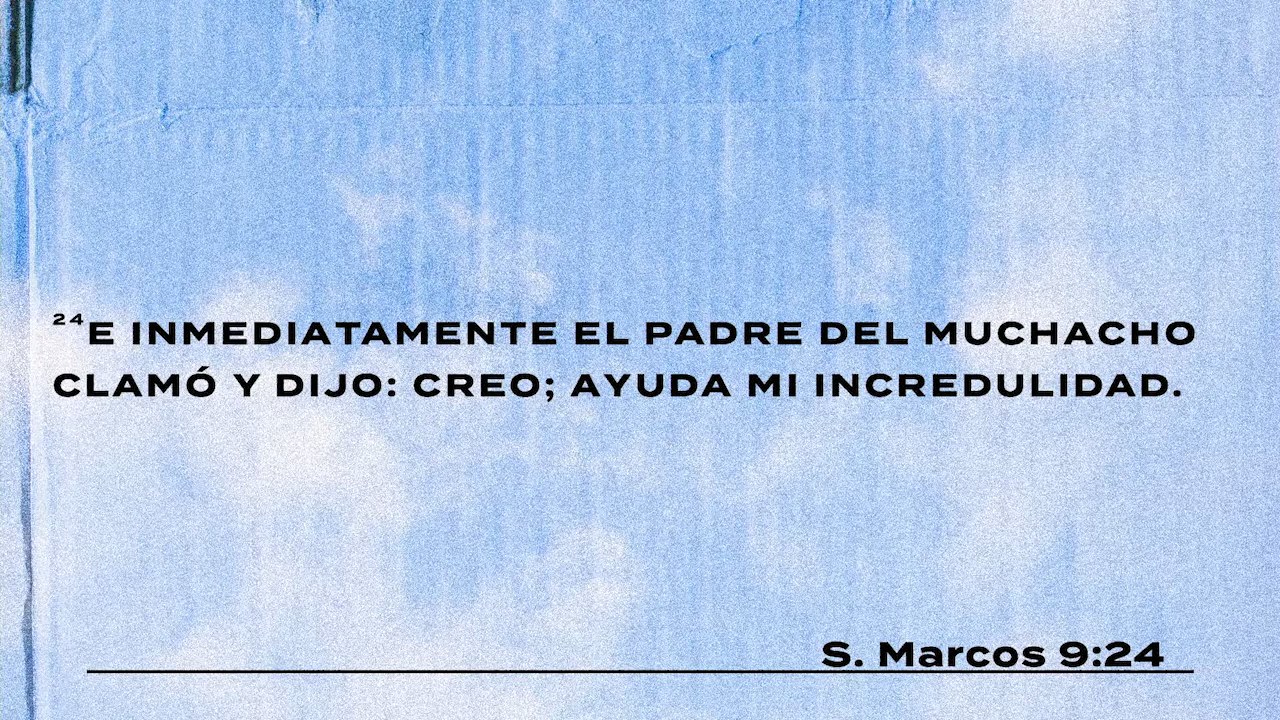 24E INMEDIATAMENTE EL PADRE DEL MUCHACHO
CLAMÓ Y DIJO: CREO; AYUDA MI INCREDULIDAD.
S. Marcos 9:24